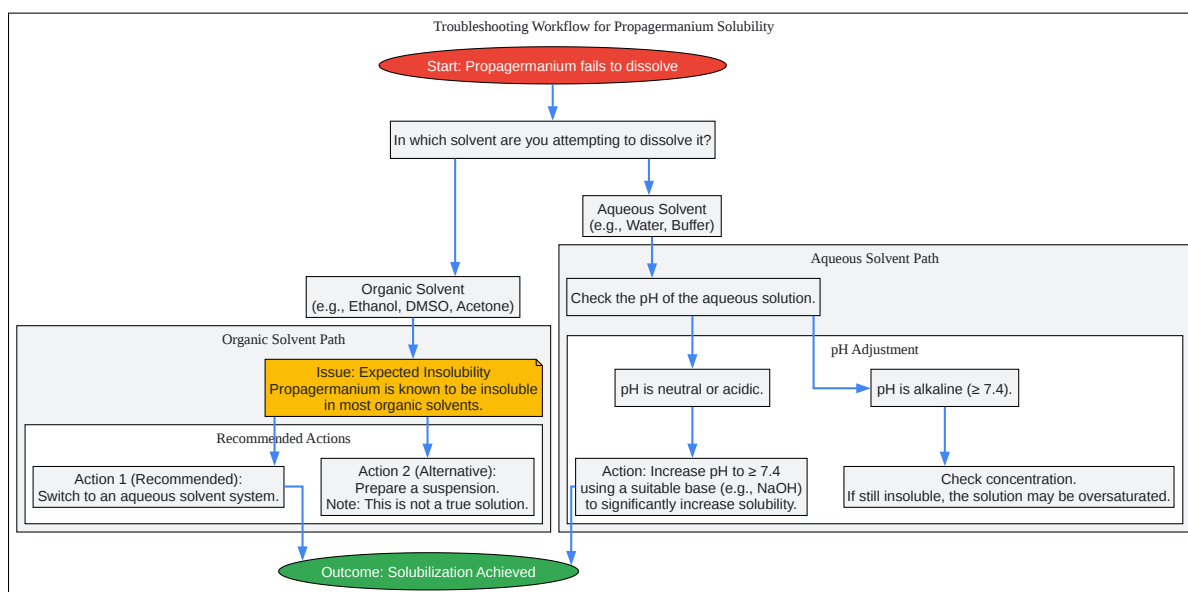 Troubleshooting Workflow for Propagermanium Solubility
Start: Propagermanium fails to dissolve
In which solvent are you attempting to dissolve it?
Aqueous Solvent
(e.g., Water, Buffer)
Aqueous Solvent Path
Organic Solvent
(e.g., Ethanol, DMSO, Acetone)
Check the pH of the aqueous solution.
Organic Solvent Path
pH Adjustment
Issue: Expected Insolubility
Propagermanium is known to be insoluble
in most organic solvents.
pH is neutral or acidic.
pH is alkaline (≥ 7.4).
Recommended Actions
Action 1 (Recommended):
Switch to an aqueous solvent system.
Action 2 (Alternative):
Prepare a suspension.
Note: This is not a true solution.
Action: Increase pH to ≥ 7.4
using a suitable base (e.g., NaOH)
to significantly increase solubility.
Check concentration.
If still insoluble, the solution may be oversaturated.
Outcome: Solubilization Achieved